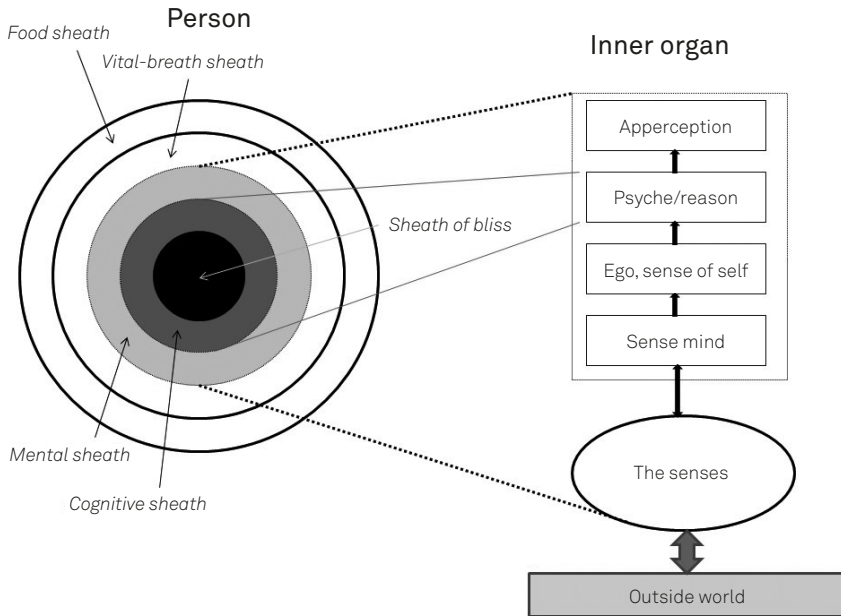 Person
Food sheath
Vital-breath sheath
Sheath of bliss
Mental sheath
Cognitive sheath
Inner organ
Apperception
Psyche/reason
Ego, sense of self
Sense mind
The senses
Outside world